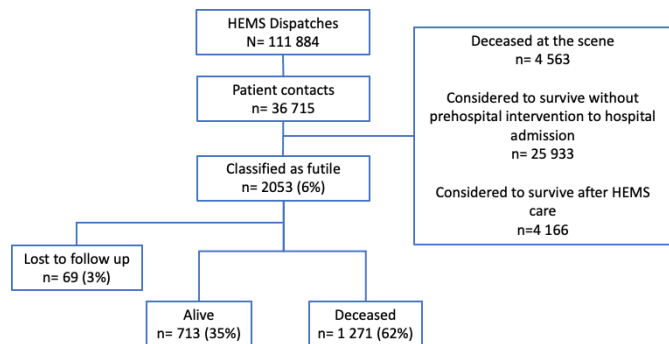 HEMS Dispatches
N= 111 884
Patient contacts
n= 36 715
Deceased at the scene
n= 4 563
Considered to survive without
prehospital intervention to hospital
admission
n= 25 933
Considered to survive after HEMS
care
n=4 166
Classified as futile
n= 2053 (6%)
Lost to follow up
n= 69 (3%)
Alive
n= 713 (35%)
Deceased
n= 1 271 (62%)